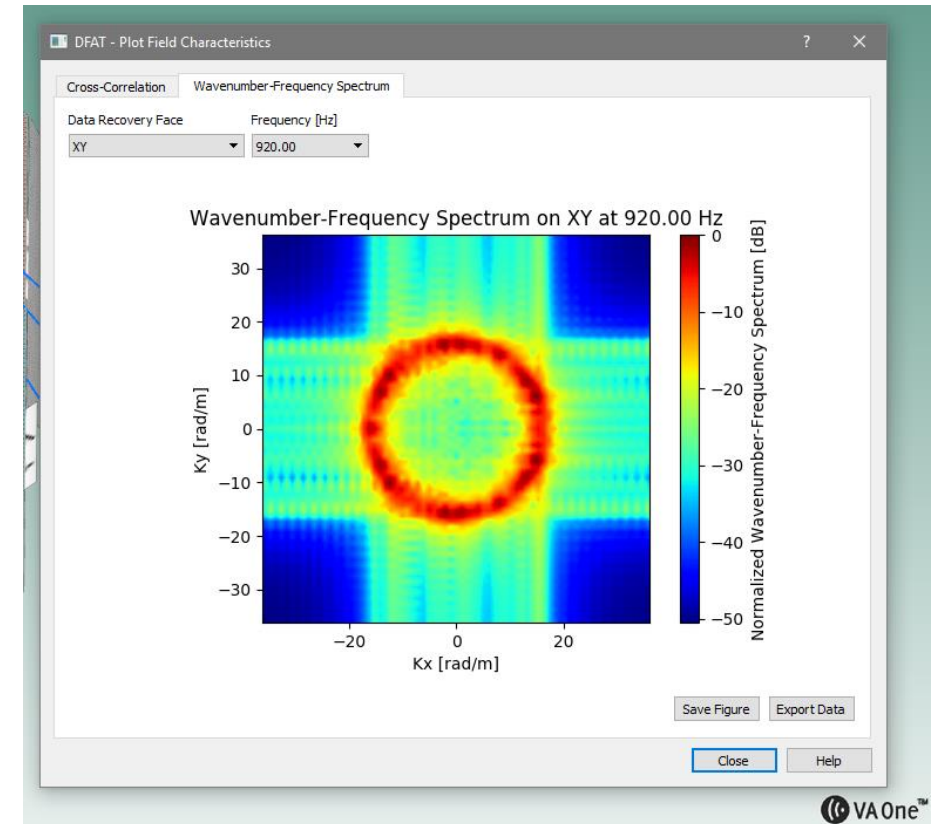 DFAT - Plot Field Characteristics
?
Cross-Correlation Wavenumber-Frequency Spectrum
Data Recovery Face Frequency [Hz]
XY 920.00
Wavenumber-Frequency Spectrum on XY at 920.00 Hz
30
20
10
0
−10
−20
−30
Ky [rad/m]
−20 0 20
Kx [rad/m]
0
−10
−20
−30
−40
−50
Normalized Wavenumber-Frequency Spectrum [dB]
Save Figure Export Data
Close Help
VA One™